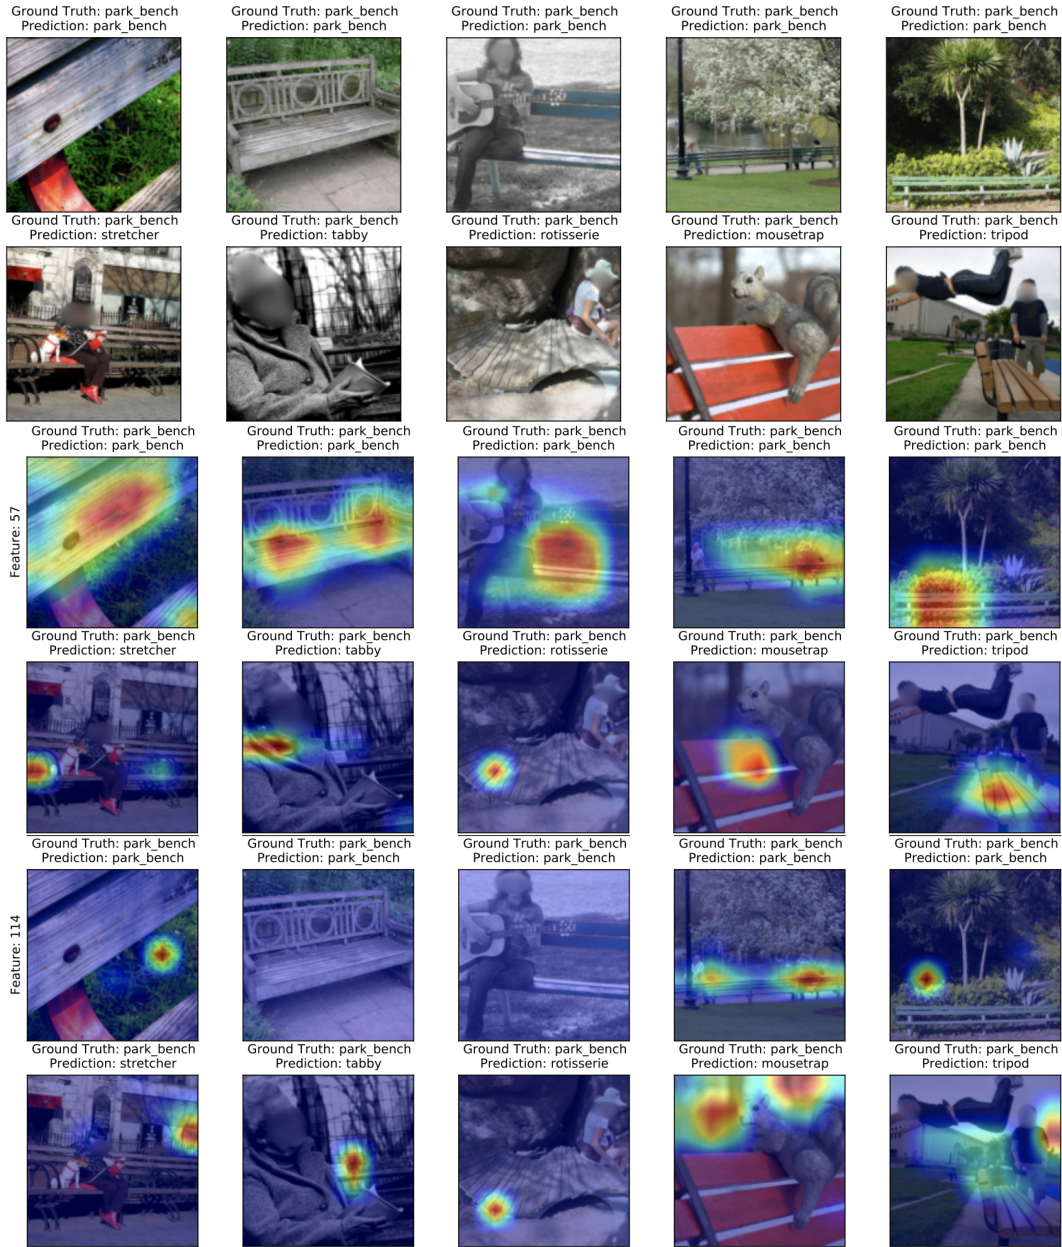 Ground Truth: park_bench
Prediction: park_bench
Ground Truth: park_bench
Prediction: park_bench
Ground Truth: park_bench
Prediction: park_bench
Ground Truth: park_bench
Prediction: park_bench
Ground Truth: park_bench
Prediction: park_bench
Ground Truth: park_bench
Prediction: stretcher
Ground Truth: park_bench
Prediction: tabby
Ground Truth: park_bench
Prediction: rotisserie
Ground Truth: park_bench
Prediction: mousetrap
Ground Truth: park_bench
Prediction: tripod
Feature: 57
Ground Truth: park_bench
Prediction: park_bench
Ground Truth: park_bench
Prediction: park_bench
Ground Truth: park_bench
Prediction: park_bench
Ground Truth: park_bench
Prediction: park_bench
Ground Truth: park_bench
Prediction: park_bench
Ground Truth: park_bench
Prediction: stretcher
Ground Truth: park_bench
Prediction: tabby
Ground Truth: park_bench
Prediction: rotisserie
Ground Truth: park_bench
Prediction: mousetrap
Ground Truth: park_bench
Prediction: tripod
Feature: 114
Ground Truth: park_bench
Prediction: park_bench
Ground Truth: park_bench
Prediction: park_bench
Ground Truth: park_bench
Prediction: park_bench
Ground Truth: park_bench
Prediction: park_bench
Ground Truth: park_bench
Prediction: park_bench
Ground Truth: park_bench
Prediction: stretcher
Ground Truth: park_bench
Prediction: tabby
Ground Truth: park_bench
Prediction: rotisserie
Ground Truth: park_bench
Prediction: mousetrap
Ground Truth: park_bench
Prediction: tripod